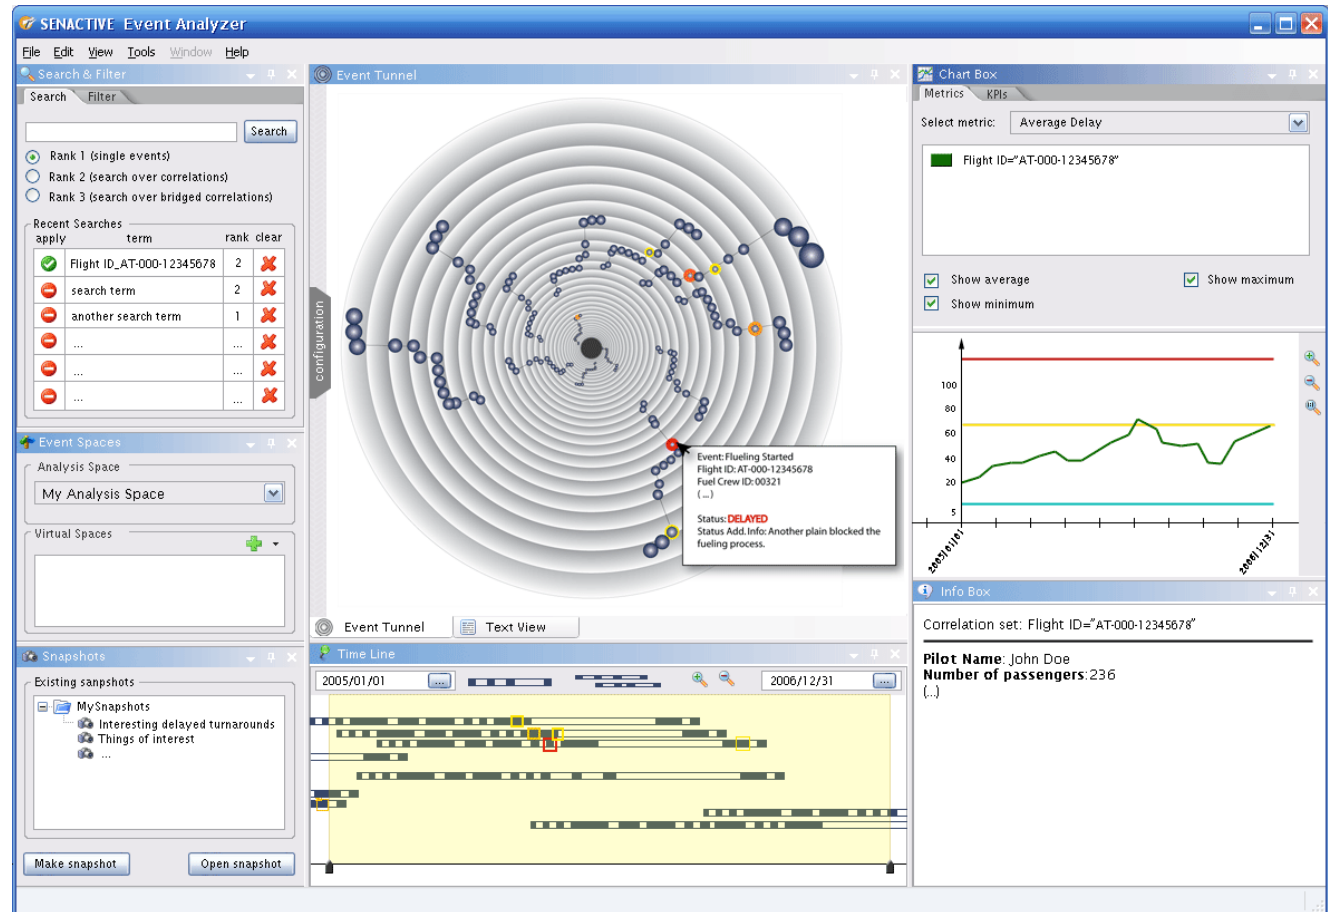 SENACTIVE Event Analyzer
File Edit View Tools Window Help
Search & Filter
Search Filter
Search
Rank 1 (single events)
Rank 2 (search over correlations)
Rank 3 (search over bridged correlations)
Recent Searches
apply term rank clear
Flight ID_AT-000-12345678 2
search term 2
another search term 1
... ...
... ...
... ...
Event Spaces
Analysis Space
My Analysis Space
Virtual Spaces
Snapshots
Existing sanpshots
MySnapshots
Interesting delayed turnarounds
Things of interest
...
Make snapshot Open snapshot
Event Tunnel
configuration
Event: Flueling Started
Flight ID: AT-000-12345678
Fuel Crew ID: 00321
(...)
Status: DELAYED
Status Add. Info: Another plain blocked the
fueling process.
Event Tunnel Text View
Time Line
2005/01/01 ... 2006/12/31 ...
Chart Box
Metrics KPIs
Select metric: Average Delay
Flight ID="AT-000-12345678"
Show average Show maximum
Show minimum
100
80
60
40
20
5
2005/01/01 2006/12/31
Info Box
Correlation set: Flight ID="AT-000-12345678"
Pilot Name: John Doe
Number of passengers:236
(...)